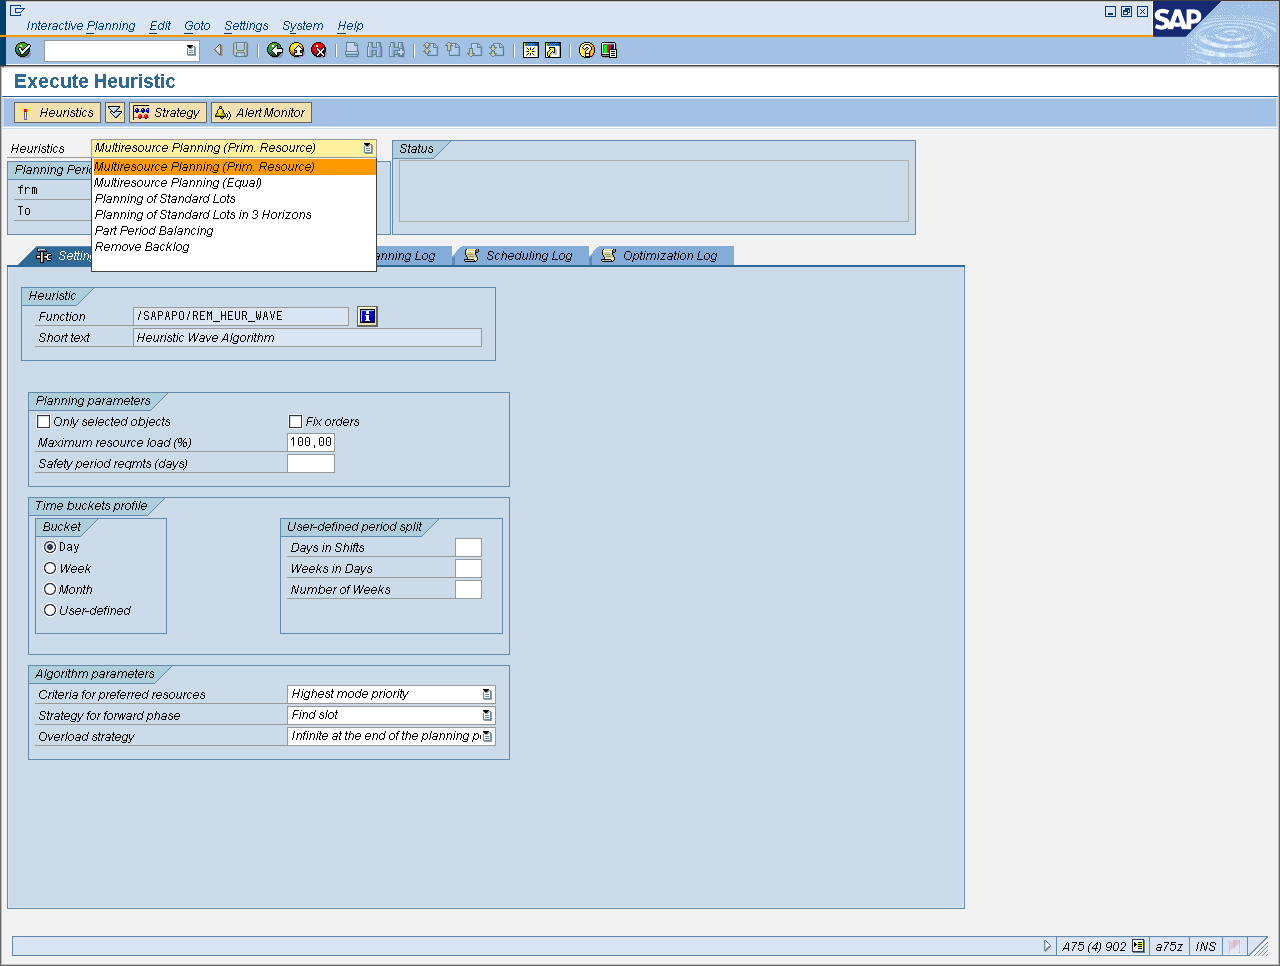 Interactive Planning Edit Goto Settings System Help
SAP
Execute Heuristic
Heuristics Strategy Alert Monitor
Heuristics Multiresource Planning (Prim. Resource)
Multiresource Planning (Prim. Resource)
Multiresource Planning (Equal)
Planning of Standard Lots
Planning of Standard Lots in 3 Horizons
Part Period Balancing
Remove Backlog
Planning Peri
frm
To
Status
Settin
nning Log
Scheduling Log
Optimization Log
Heuristic
Function /SAPAPO/REM_HEUR_WAVE
Short text Heuristic Wave Algorithm
Planning parameters
Only selected objects Fix orders
Maximum resource load (%) 100,00
Safety period reqmts (days)
Time buckets profile
Bucket
Day
Week
Month
User-defined
User-defined period split
Days in Shifts
Weeks in Days
Number of Weeks
Algorithm parameters
Criteria for preferred resources Highest mode priority
Strategy for forward phase Find slot
Overload strategy Infinite at the end of the planning p
A75 (4) 902 a75z INS